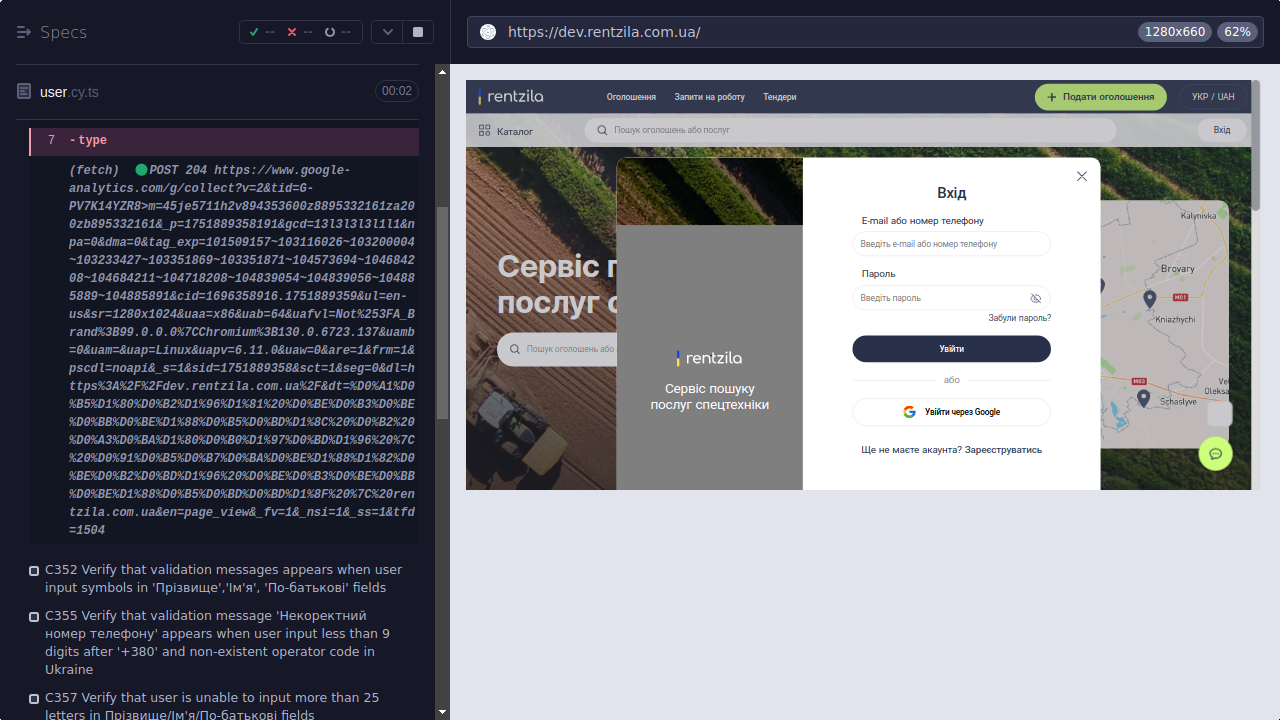 Specs
--
--
--
user.cy.ts
00:02
7 -type
(fetch) POST 204 https://www.google-
analytics.com/g/collect?v=2&tid=G-
PV7K14YZR8&gtm=45je5711h2v894353600z8895332161za20
0zb895332161&_p=1751889358191&gcd=13l3l3l3l1l1&n
pa=0&dma=0&tag_exp=101509157~103116026~103200004
~103233427~103351869~103351871~104573694~1046842
08~104684211~104718208~104839054~104839056~10488
5889~104885891&cid=1696358916.1751889359&ul=en-
us&sr=1280x1024&uaa=x86&uab=64&uafvl=Not%253FA_B
rand%3B99.0.0.0%7CChromium%3B130.0.6723.137&uamb
=0&uam=&uap=Linux&uapv=6.11.0&uaw=0&are=1&frm=1&
pscdl=noapi&_s=1&sid=1751889358&sct=1&seg=0&dl=h
ttps%3A%2F%2Fdev.rentzila.com.ua%2F&dt=%D0%A1%D0
%B5%D1%80%D0%B2%D1%96%D1%81%20%D0%BE%D0%B3%D0%BE
%D0%BB%D0%BE%D1%88%D0%B5%D0%BD%D1%8C%20%D0%B2%20
%D0%A3%D0%BA%D1%80%D0%B0%D1%97%D0%BD%D1%96%20%7C
%20%D0%91%D0%B5%D0%B7%D0%BA%D0%BE%D1%88%D1%82%D0
%BE%D0%B2%D0%BD%D1%96%20%D0%BE%D0%B3%D0%BE%D0%BB
%D0%BE%D1%88%D0%B5%D0%BD%D0%BD%D1%8F%20%7C%20ren
tzila.com.ua&en=page_view&_fv=1&_nsi=1&_ss=1&tfd
=1504
C352 Verify that validation messages appears when user
input symbols in 'Прізвище','Ім'я', 'По-батькові' fields
C355 Verify that validation message 'Некоректний
номер телефону' appears when user input less than 9
digits after '+380' and non-existent operator code in
Ukraine
C357 Verify that user is unable to input more than 25
letters in Прізвище/Ім'я/По-батькові fields
https://dev.rentzila.com.ua/
1280x660
62%
rentzila
Оголошення
Запити на роботу
Тендери
+ Подати оголошення
УКР / UAH
Каталог
Пошук оголошень або послуг
Вхід
Сервіс п
послуг с
Пошук оголошень або
rentzila
Сервіс пошуку
послуг спецтехніки
Вхід
E-mail або номер телефону
Введіть e-mail або номер телефону
Пароль
Введіть пароль
Забули пароль?
Увійти
або
Увійти через Google
Ще не маєте акаунта? Зареєструватись
Kalynivka
Brovary
M01
Kniazhychi
M03
Vel
Oleksa
Schaslyve